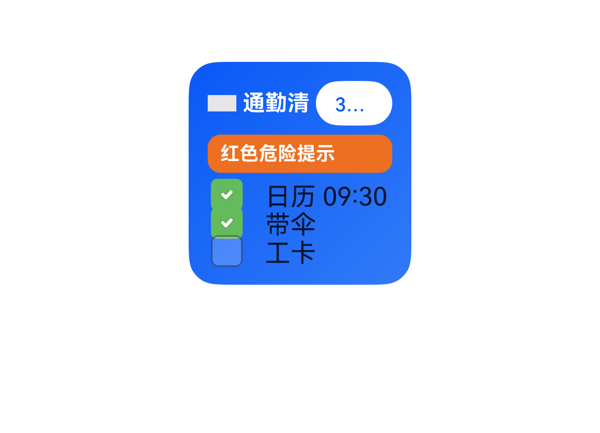 通勤清 3...
红色危险提示
日历 09:30
带伞
工卡